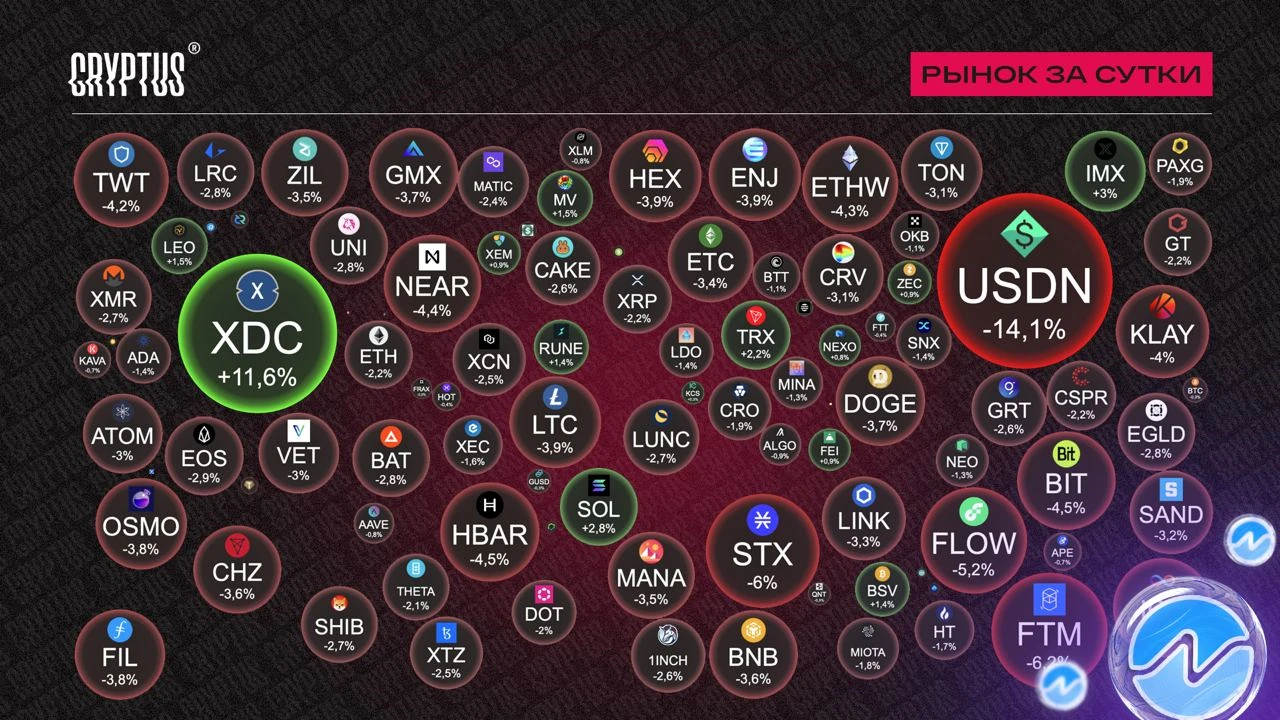 CRYPTUS®
РЫНОК ЗА СУТКИ
TWT
-4,2%
LRC
-2,8%
ZIL
-3,5%
GMX
-3,7%
MATIC
-2,4%
XLM
-0,8%
MV
+1,5%
HEX
-3,9%
ENJ
-3,9%
ETHW
-4,3%
TON
-3,1%
IMX
+3%
PAXG
-1,9%
LEO
+1,5%
UNI
-2,8%
NEAR
-4,4%
XEM
+0,9%
CAKE
-2,6%
ETC
-3,4%
BTT
-1,1%
CRV
-3,1%
OKB
-1,1%
ZEC
+0,9%
USDN
-14,1%
GT
-2,2%
XMR
-2,7%
XDC
+11,6%
XRP
-2,2%
KLAY
-4%
KAVA
-0,7%
ADA
-1,4%
ETH
-2,2%
XCN
-2,5%
RUNE
+1,4%
LDO
-1,4%
TRX
+2,2%
NEXO
+0,8%
FTT
-0,4%
SNX
-1,4%
FRAX
HOT
-0,4%
KCS
MINA
-1,3%
DOGE
-3,7%
CRO
-1,9%
GRT
-2,6%
CSPR
-2,2%
BTC
ATOM
-3%
EOS
-2,9%
VET
-3%
BAT
-2,8%
XEC
-1,6%
LTC
-3,9%
LUNC
-2,7%
ALGO
-0,9%
FEI
+0,9%
NEO
-1,3%
BIT
-4,5%
EGLD
-2,8%
OSMO
-3,8%
AAVE
-0,8%
HBAR
-4,5%
GUSD
SOL
+2,8%
STX
-6%
LINK
-3,3%
FLOW
-5,2%
APE
-0,7%
SAND
-3,2%
CHZ
-3,6%
THETA
-2,1%
MANA
-3,5%
QNT
BSV
+1,4%
FIL
-3,8%
SHIB
-2,7%
XTZ
-2,5%
DOT
-2%
1INCH
-2,6%
BNB
-3,6%
MIOTA
-1,8%
HT
-1,7%
FTM